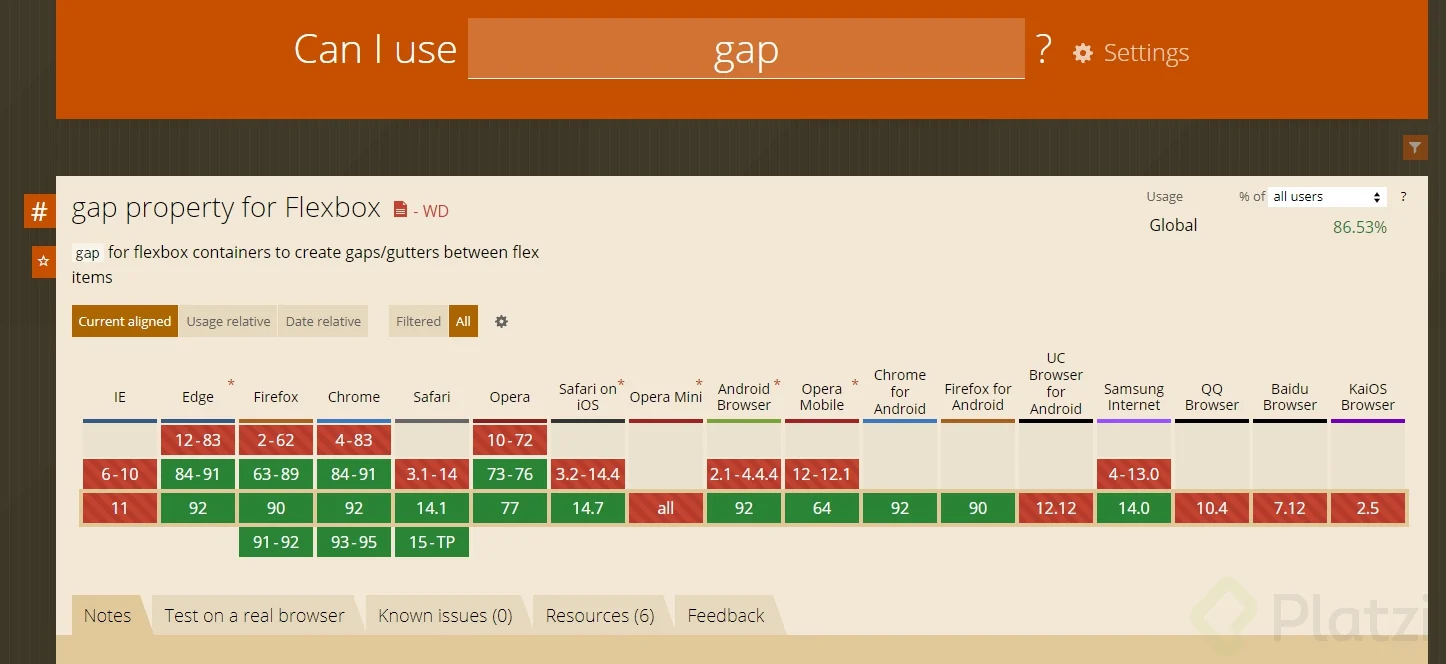 Can I use gap ? Settings
# gap property for Flexbox - WD
Usage % of all users ?
Global 86.53%
gap for flexbox containers to create gaps/gutters between flex
items
Current aligned Usage relative Date relative Filtered All
IE
Edge *
Firefox
Chrome
Safari
Opera
Safari on *
iOS
Opera Mini *
Android *
Browser
Opera *
Mobile
Chrome
for
Android
Firefox for
Android
UC
Browser
for
Android
Samsung
Internet
QQ
Browser
Baidu
Browser
KaiOS
Browser
12-83 2-62 4-83 10-72
6-10 84-91 63-89 84-91 3.1-14 73-76 3.2-14.4 2.1-4.4.4 12-12.1 4-13.0
11 92 90 92 14.1 77 14.7 all 92 64 92 90 12.12 14.0 10.4 7.12 2.5
91-92 93-95 15-TP
Notes Test on a real browser Known issues (0) Resources (6) Feedback
Platzi